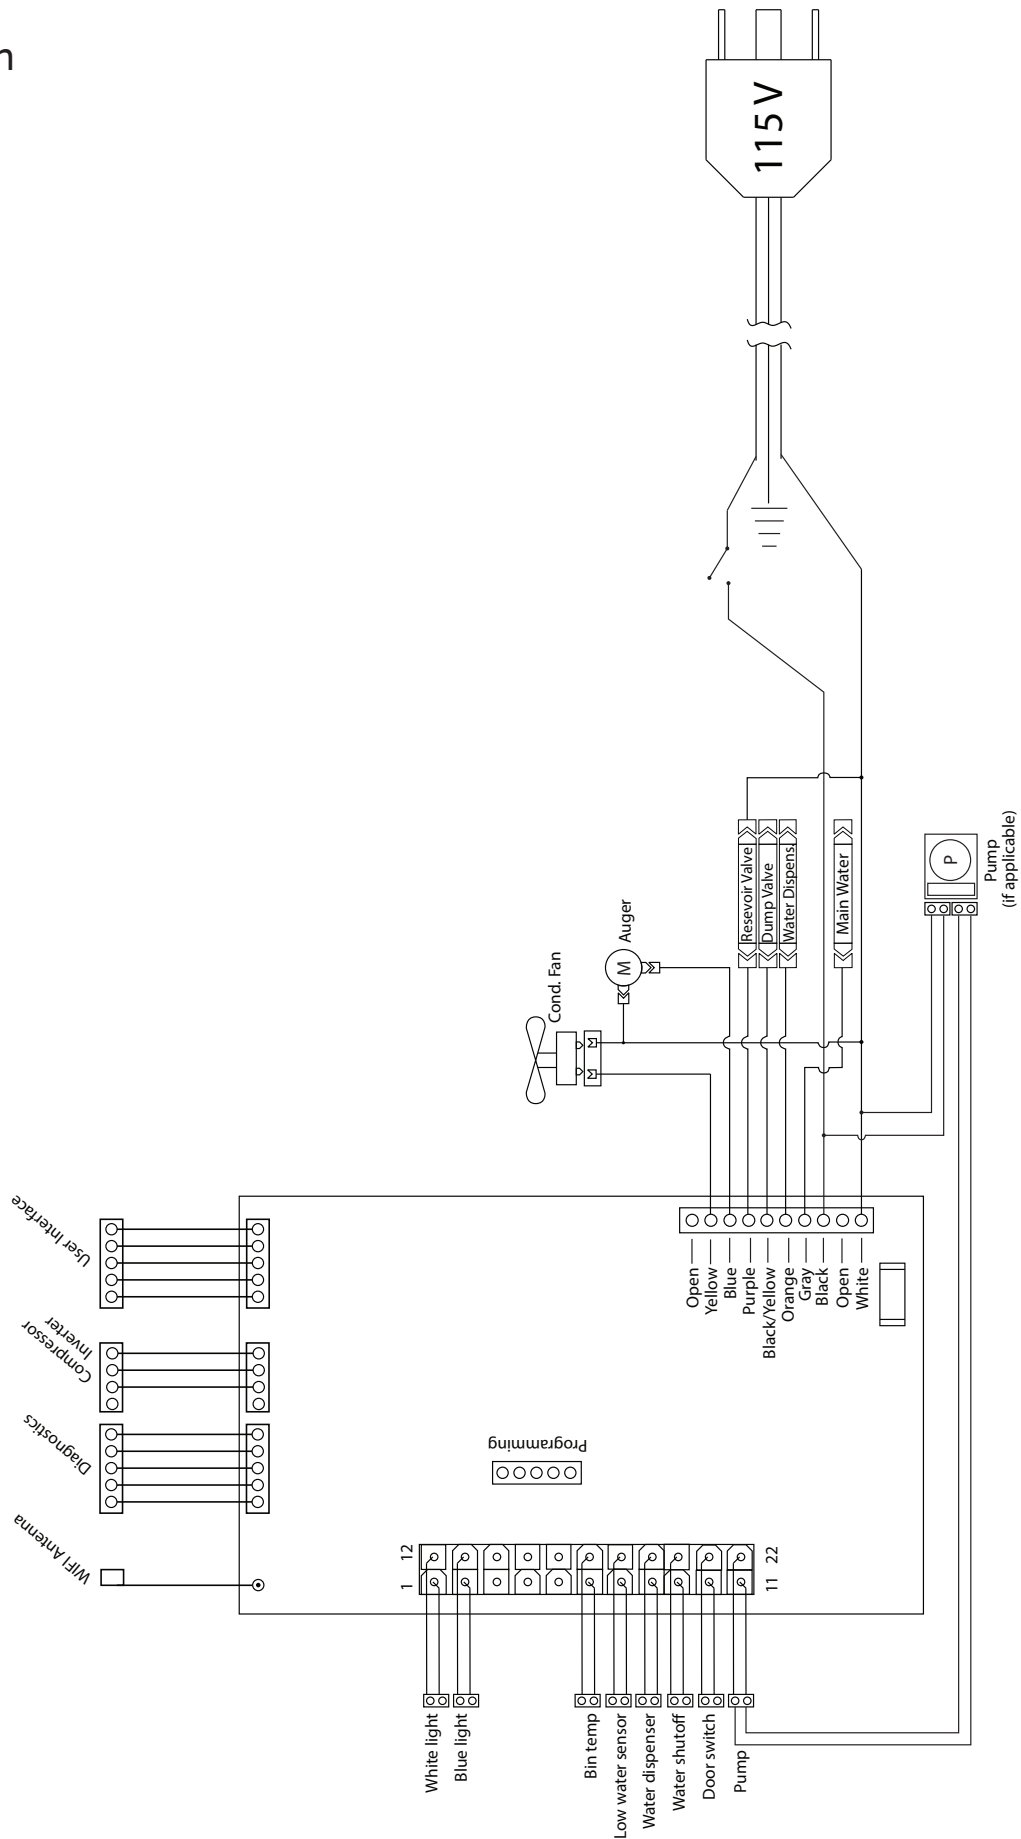 n
115 V
Resevoir Valve
Dump Valve
Water Dispens.
Main Water
P
Pump
(if applicable)
Auger
M
Cond. Fan
User Interface
Compressor
Inverter
Diagnostics
WIFI Antenna
Open
Yellow
Blue
Purple
Black/Yellow
Orange
Gray
Black
Open
White
Programming
12
22
1
11
White light
Blue light
Bin temp
Low water sensor
Water dispenser
Water shutoff
Door switch
Pump